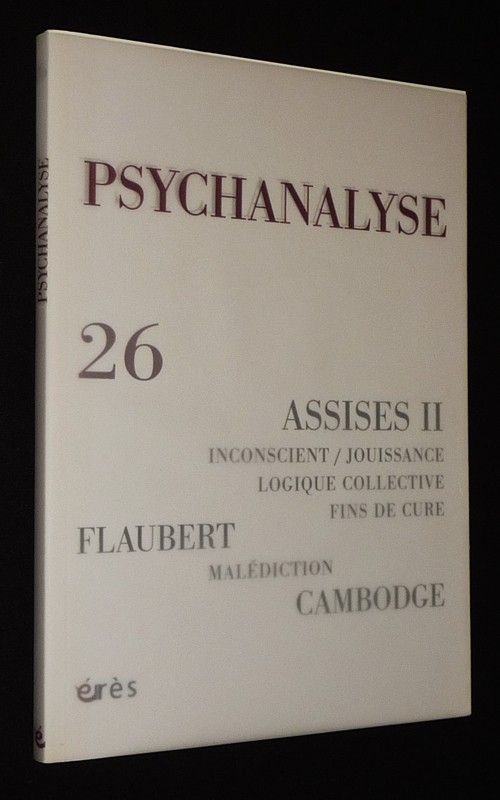 PSYCHANALYSE
PSYCHANALYSE
26
ASSISES II
INCONSCIENT / JOUISSANCE
LOGIQUE COLLECTIVE
FINS DE CURE
FLAUBERT
MALÉDICTION
CAMBODGE
érès
é